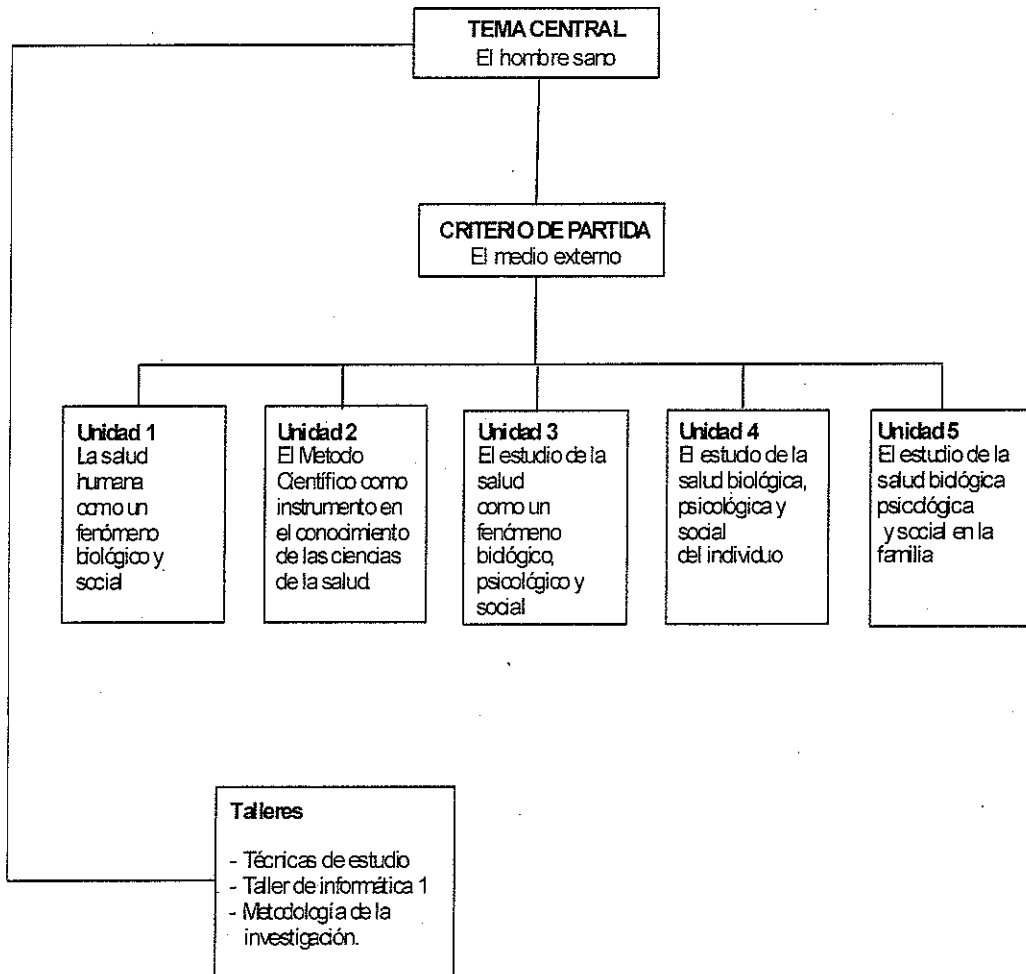 TEMA CENTRAL
El hombre sano
CRITERIO DE PARTIDA
El medio externo
Unidad 1
La salud
humana
como un
fenómeno
biológico y
social
Unidad 2
El Metodo
Científico como
instrumento en
el conocimiento
de las ciencias
de la salud.
Unidad 3
El estudio de la
salud
como un
fenómeno
biológico,
psicológico y
social
Unidad 4
El estudio de la
salud biológica,
psicológica y
social
del individuo
Unidad 5
El estudio de la
salud biológica
psicológica
y social en la
familia
Talleres
- Técnicas de estudio
- Taller de informática 1
- Metodología de la
investigación.